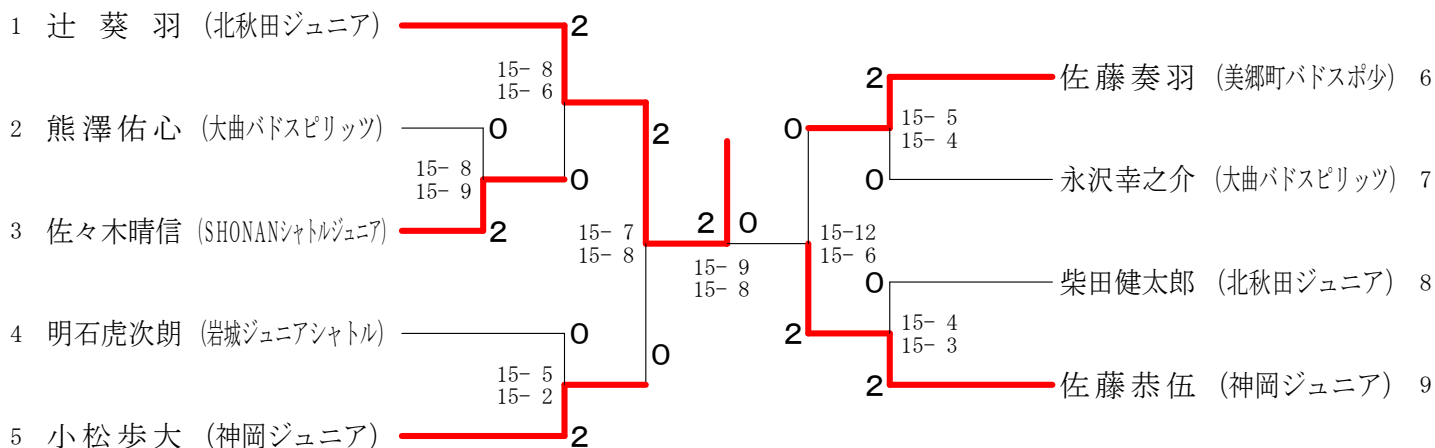 1 辻 葵 羽 (北秋田ジュニア) 2
15- 8
15- 6
2 熊澤佑心 (大曲バドスピリッツ) 0
2
15- 8
15- 9
0
3 佐々木晴信 (SHONANシャトルジュニア) 2
15- 7
15- 8
4 明石虎次朗 (岩城ジュニアシャトル) 0
0
15- 5
15- 2
5 小松歩大 (神岡ジュニア) 2
2 0
15- 9
15- 8
2 佐藤奏羽 (美郷町バドスポ少) 6
0
15- 5
15- 4
0 永沢幸之介 (大曲バドスピリッツ) 7
15-12
15- 6
0 柴田健太郎 (北秋田ジュニア) 8
2
15- 4
15- 3
2 佐藤恭伍 (神岡ジュニア) 9